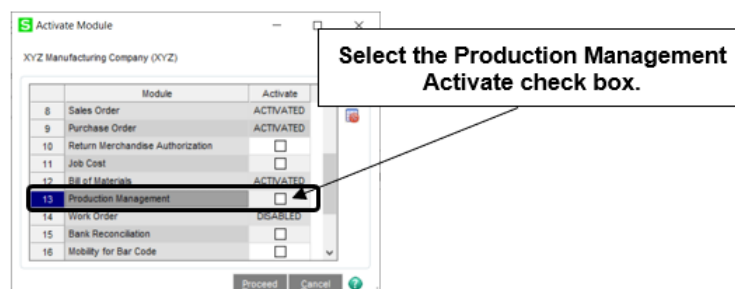 S Activate Module
XYZ Manufacturing Company (XYZ)
Select the Production Management
Activate check box.
Module Activate
8 Sales Order ACTIVATED
9 Purchase Order ACTIVATED
10 Return Merchandise Authorization
11 Job Cost
12 Bill of Materials ACTIVATED
13 Production Management
14 Work Order DISABLED
15 Bank Reconciliation
16 Mobility for Bar Code
Proceed Cancel ?